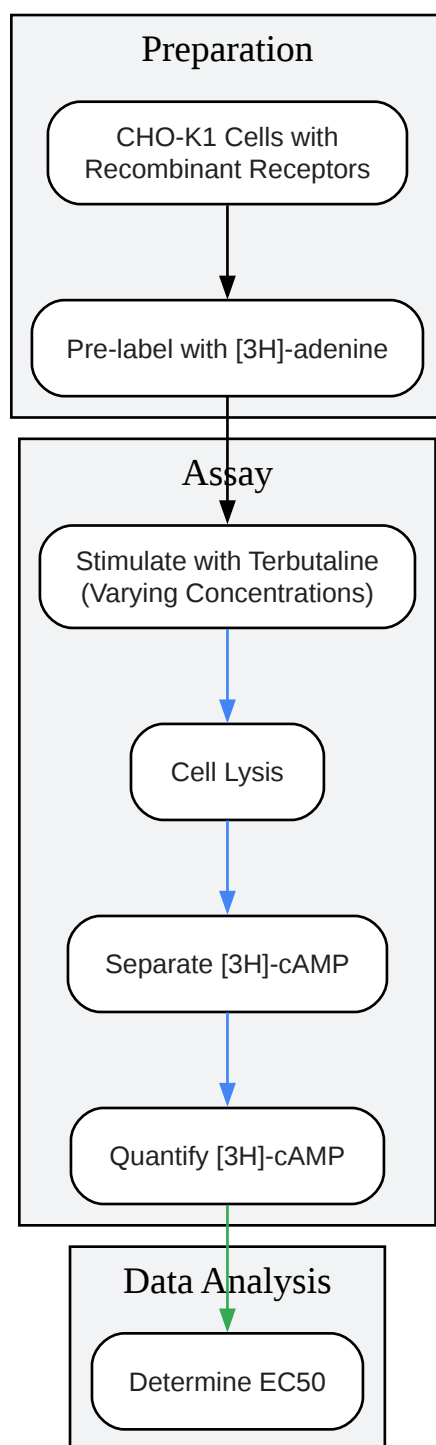 Preparation
CHO-K1 Cells with
Recombinant Receptors
Pre-label with [3H]-adenine
Assay
Stimulate with Terbutaline
(Varying Concentrations)
Cell Lysis
Separate [3H]-cAMP
Quantify [3H]-cAMP
Data Analysis
Determine EC50